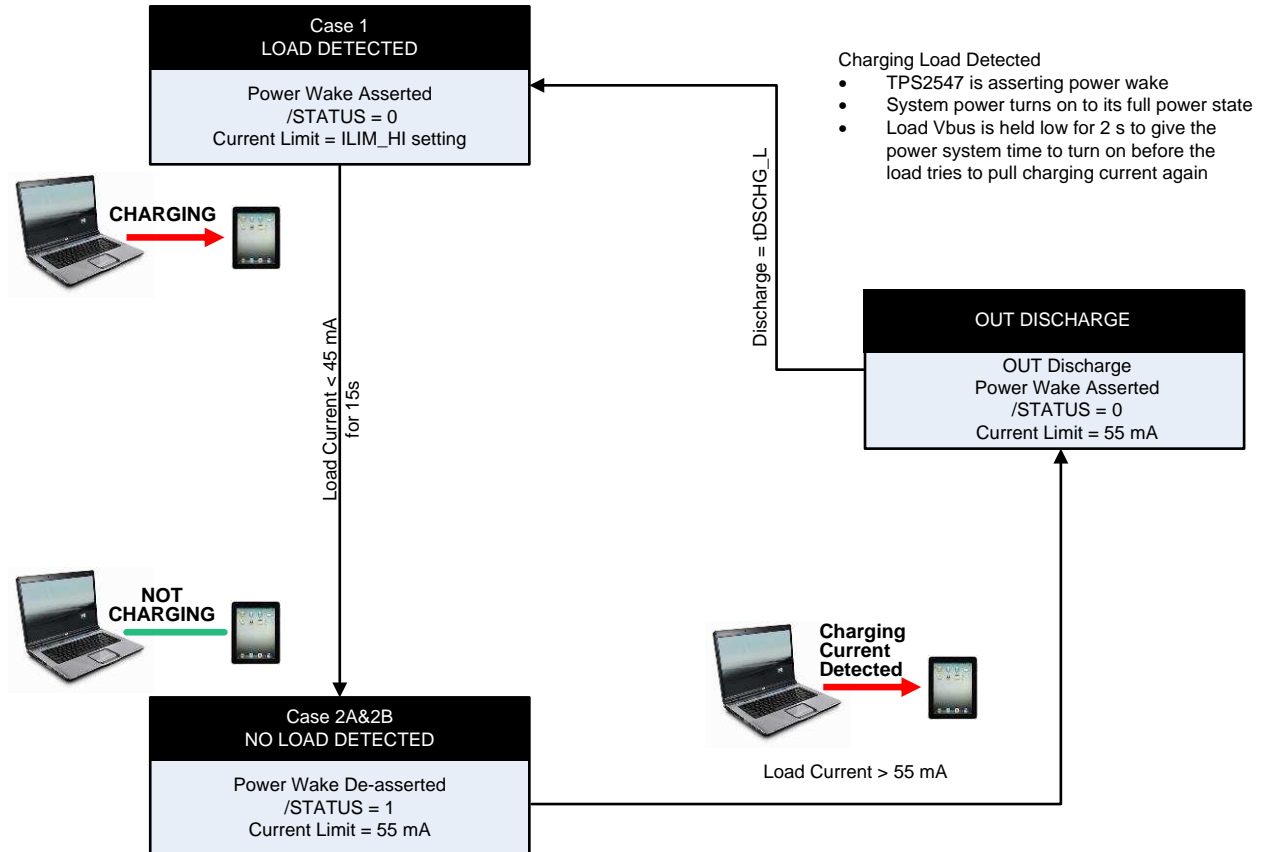 Case 1
LOAD DETECTED
Power Wake Asserted
/STATUS = 0
Current Limit = ILIM_HI setting
Charging Load Detected
• TPS2547 is asserting power wake
• System power turns on to its full power state
• Load Vbus is held low for 2 s to give the
power system time to turn on before the
load tries to pull charging current again
CHARGING
Discharge = tDSCHG_L
OUT DISCHARGE
OUT Discharge
Power Wake Asserted
/STATUS = 0
Current Limit = 55 mA
Load Current < 45 mA
for 15s
NOT
CHARGING
Charging
Current
Detected
Load Current > 55 mA
Case 2A&2B
NO LOAD DETECTED
Power Wake De-asserted
/STATUS = 1
Current Limit = 55 mA